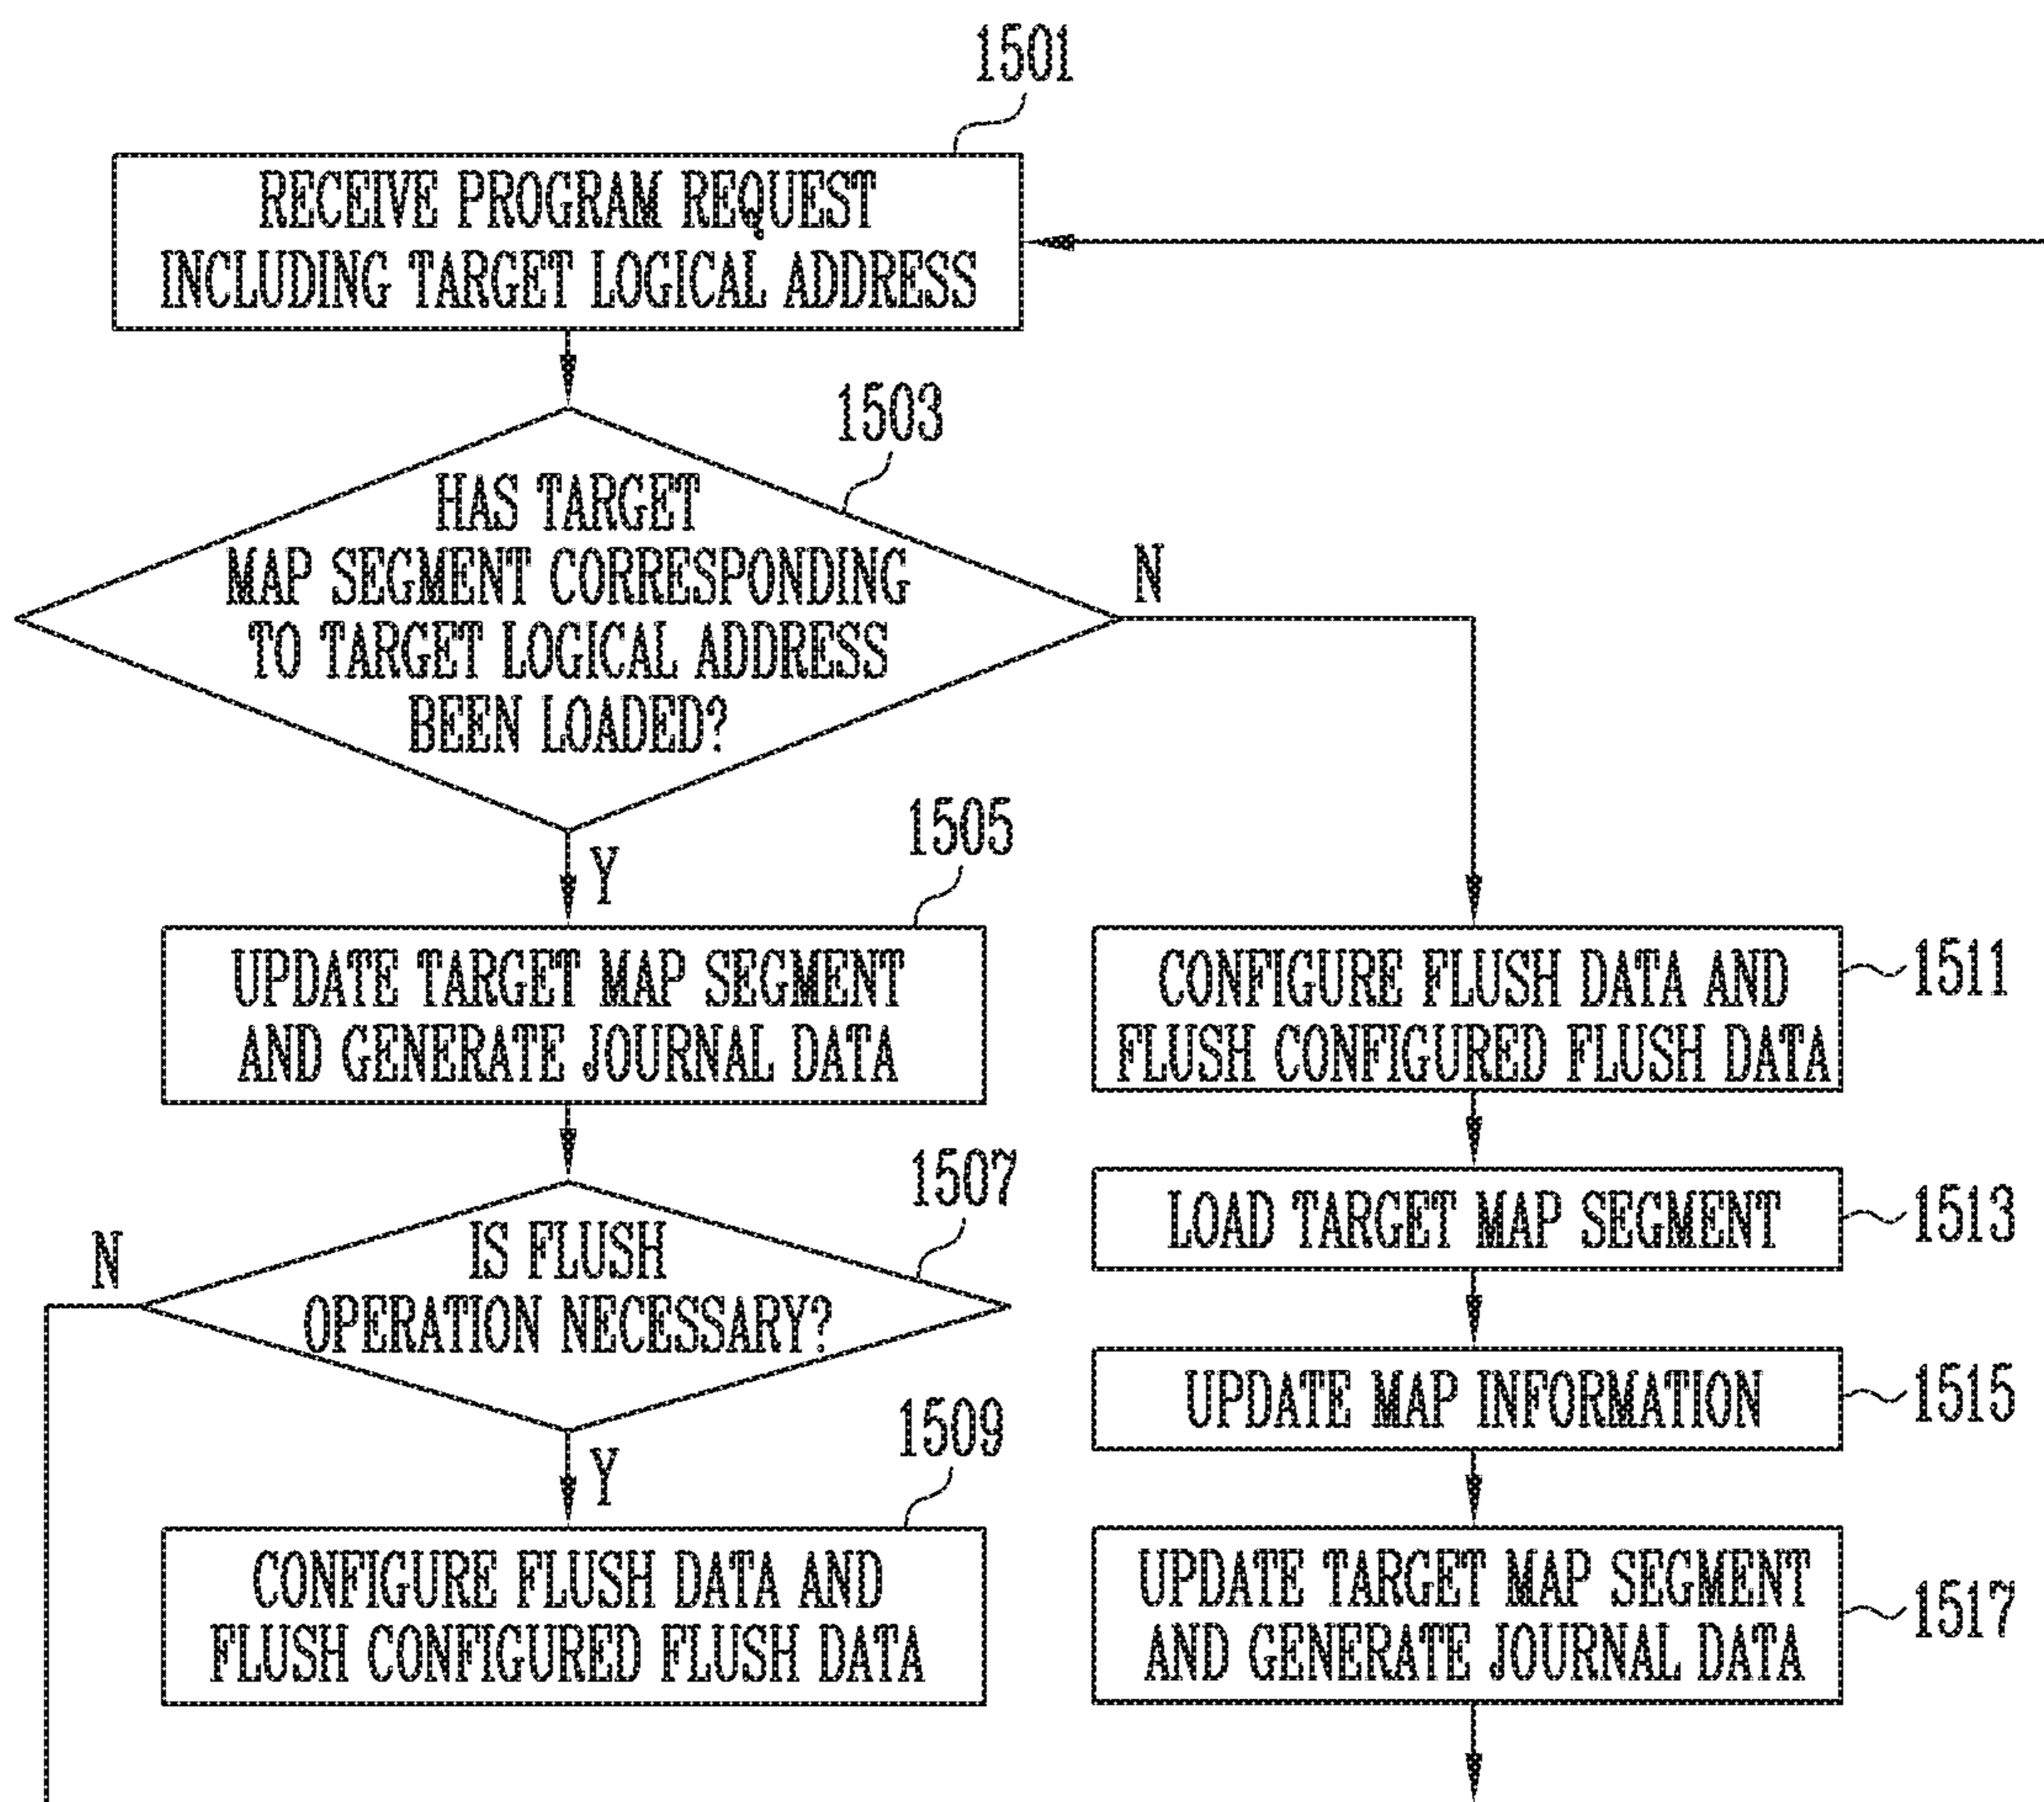 1501
RECEIVE PROGRAM REQUEST
INCLUDING TARGET LOGICAL ADDRESS
1503
HAS TARGET
MAP SEGMENT CORRESPONDING
TO TARGET LOGICAL ADDRESS
BEEN LOADED?
N
Y
1505
UPDATE TARGET MAP SEGMENT
AND GENERATE JOURNAL DATA
1507
IS FLUSH
OPERATION NECESSARY?
N
Y
1509
CONFIGURE FLUSH DATA AND
FLUSH CONFIGURED FLUSH DATA
CONFIGURE FLUSH DATA AND
FLUSH CONFIGURED FLUSH DATA
1511
LOAD TARGET MAP SEGMENT
1513
UPDATE MAP INFORMATION
1515
UPDATE TARGET MAP SEGMENT
AND GENERATE JOURNAL DATA
1517